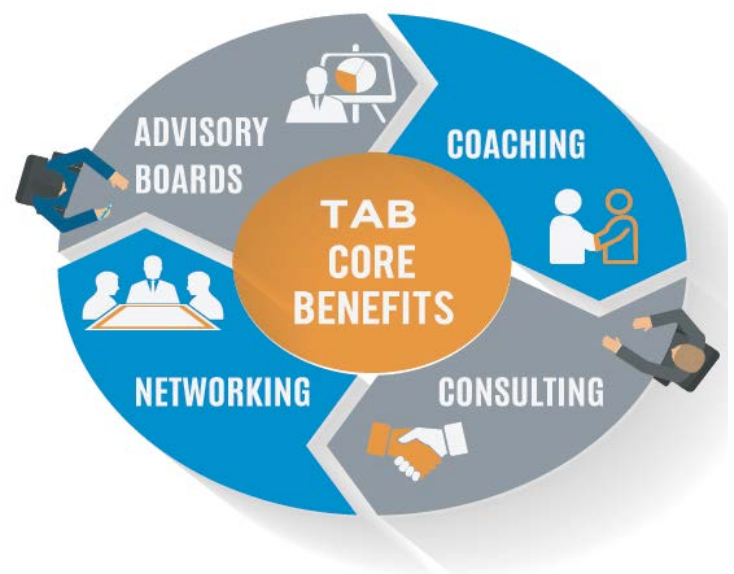 ADVISORY
BOARDS
COACHING
TAB
CORE
BENEFITS
NETWORKING
CONSULTING